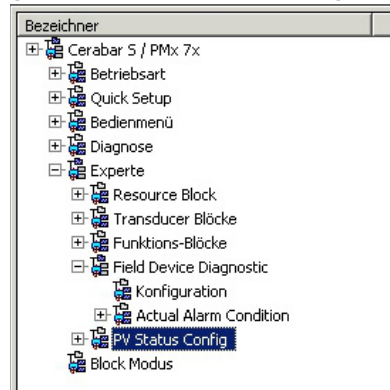 Bezeichner
Cerabar S / PMx 7x
Betriebsart
Quick Setup
Bedienmenü
Diagnose
Experte
Resource Block
Transducer Blöcke
Funktions-Blöcke
Field Device Diagnostic
Konfiguration
Actual Alarm Condition
PV Status Config
Block Modus